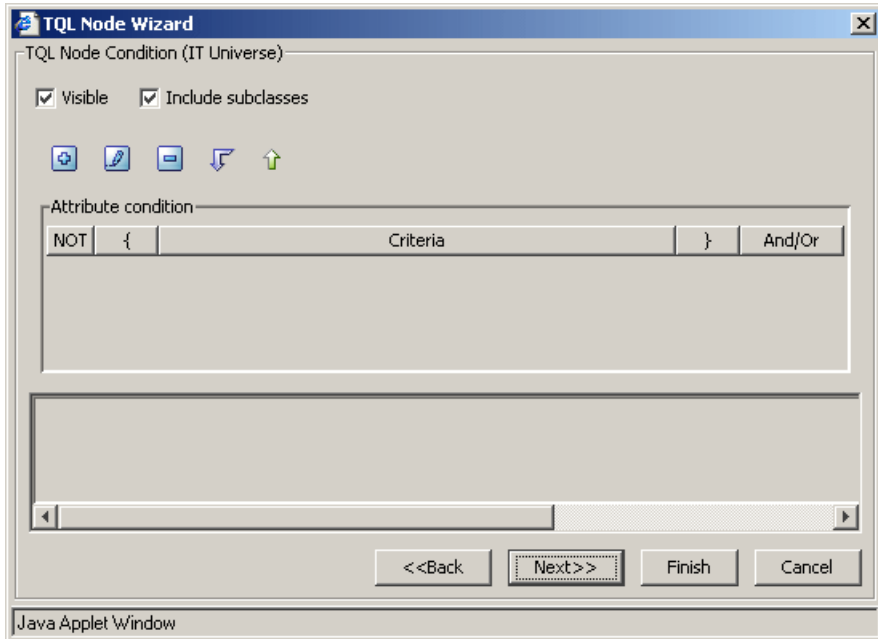 TQL Node Wizard
TQL Node Condition (IT Universe)
Visible Include subclasses
Attribute condition
NOT { Criteria } And/Or
<<Back Next>> Finish Cancel
Java Applet Window